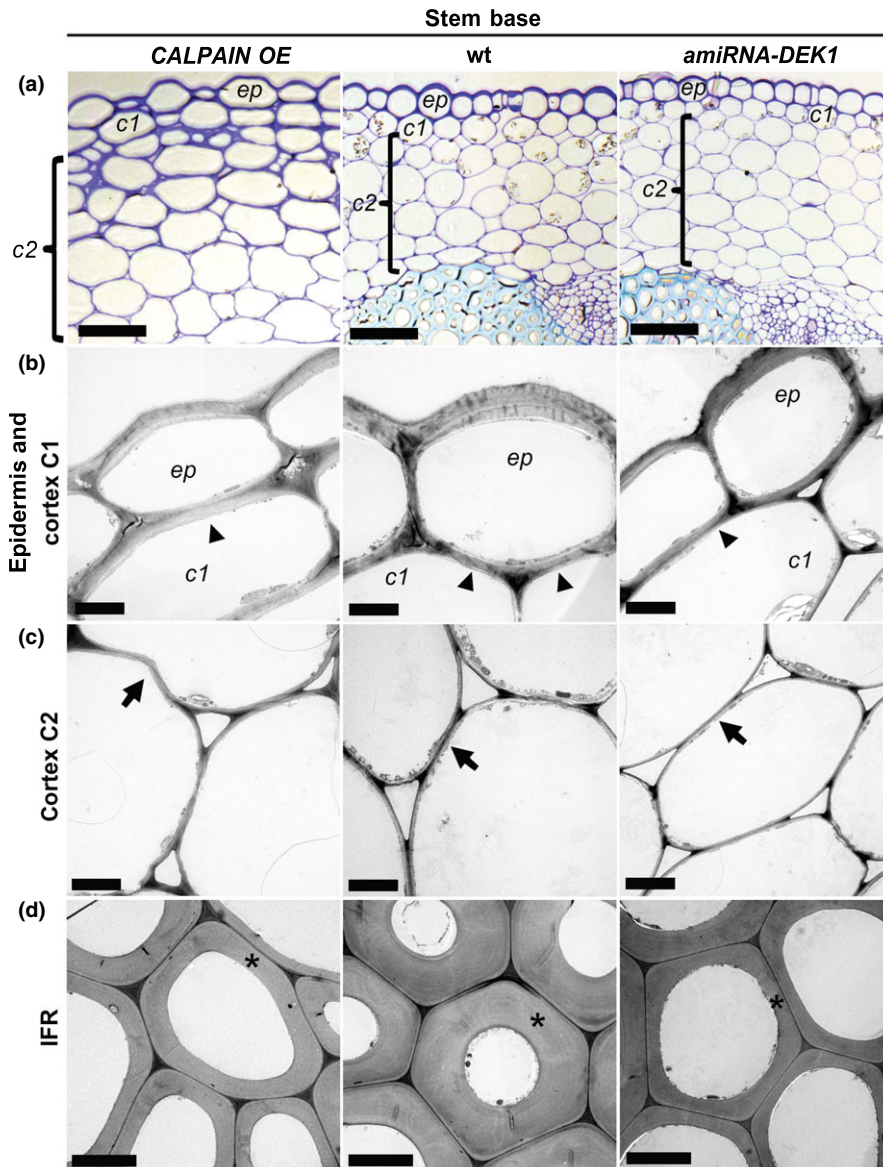 Stem base
CALPAIN OE
wt
amiRNA-DEK1
(a)
ep
c1
c2
ep
c1
c2
ep
c1
c2
(b)
Epidermis and
cortex C1
ep
c1
ep
c1
ep
c1
(c)
Cortex C2
(d)
IFR
*
*
*